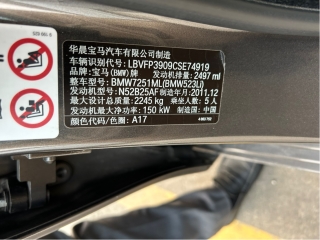 华晨宝马汽车有限公司制造
车辆识别代号: LBVFP3909CSE74919
品牌: 宝马(BMW)牌 发动机排量: 2497 ml
整车型号: BMW7251ML(BMW523Li)
发动机型号: N52B25AF 制造年月 2011.12
最大设计总质量: 2245 kg 乘坐人数: 5 人
最大净功率: 150 kW 制造国: 中国
颜色代码/色圈: A17